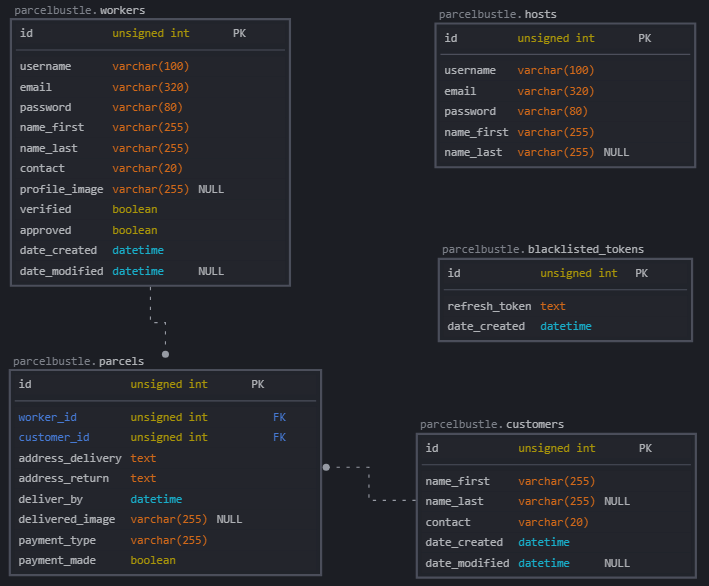 parcelbustle.workers
id unsigned int PK
username varchar(100)
email varchar(320)
password varchar(80)
name_first varchar(255)
name_last varchar(255)
contact varchar(20)
profile_image varchar(255) NULL
verified boolean
approved boolean
date_created datetime
date_modified datetime NULL
parcelbustle.hosts
id unsigned int PK
username varchar(100)
email varchar(320)
password varchar(80)
name_first varchar(255)
name_last varchar(255) NULL
parcelbustle.blacklisted_tokens
id unsigned int PK
refresh_token text
date_created datetime
parcelbustle.parcels
id unsigned int PK
worker_id unsigned int FK
customer_id unsigned int FK
address_delivery text
address_return text
deliver_by datetime
delivered_image varchar(255) NULL
payment_type varchar(255)
payment_made boolean
parcelbustle.customers
id unsigned int PK
name_first varchar(255)
name_last varchar(255) NULL
contact varchar(20)
date_created datetime
date_modified datetime NULL